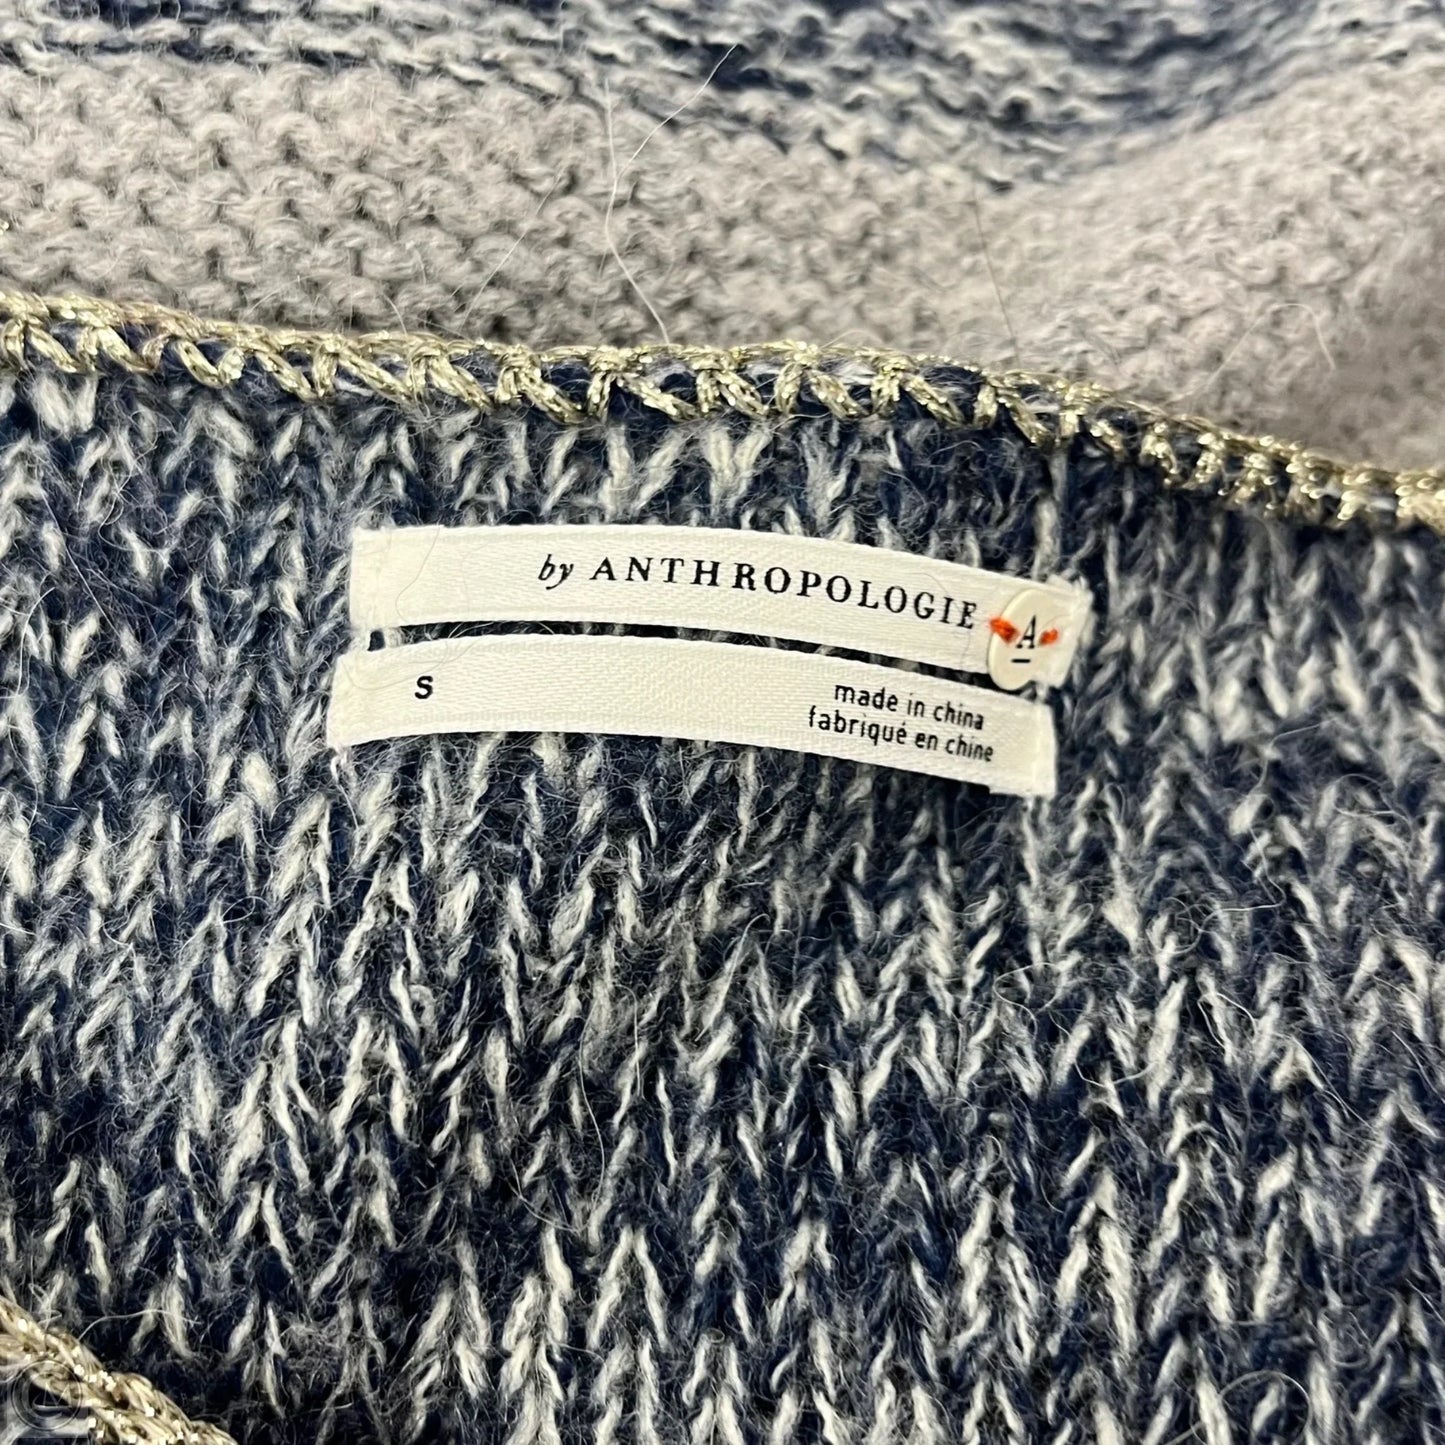 by ANTHROPOLOGIE
A
S
made in china
fabriqué en chine